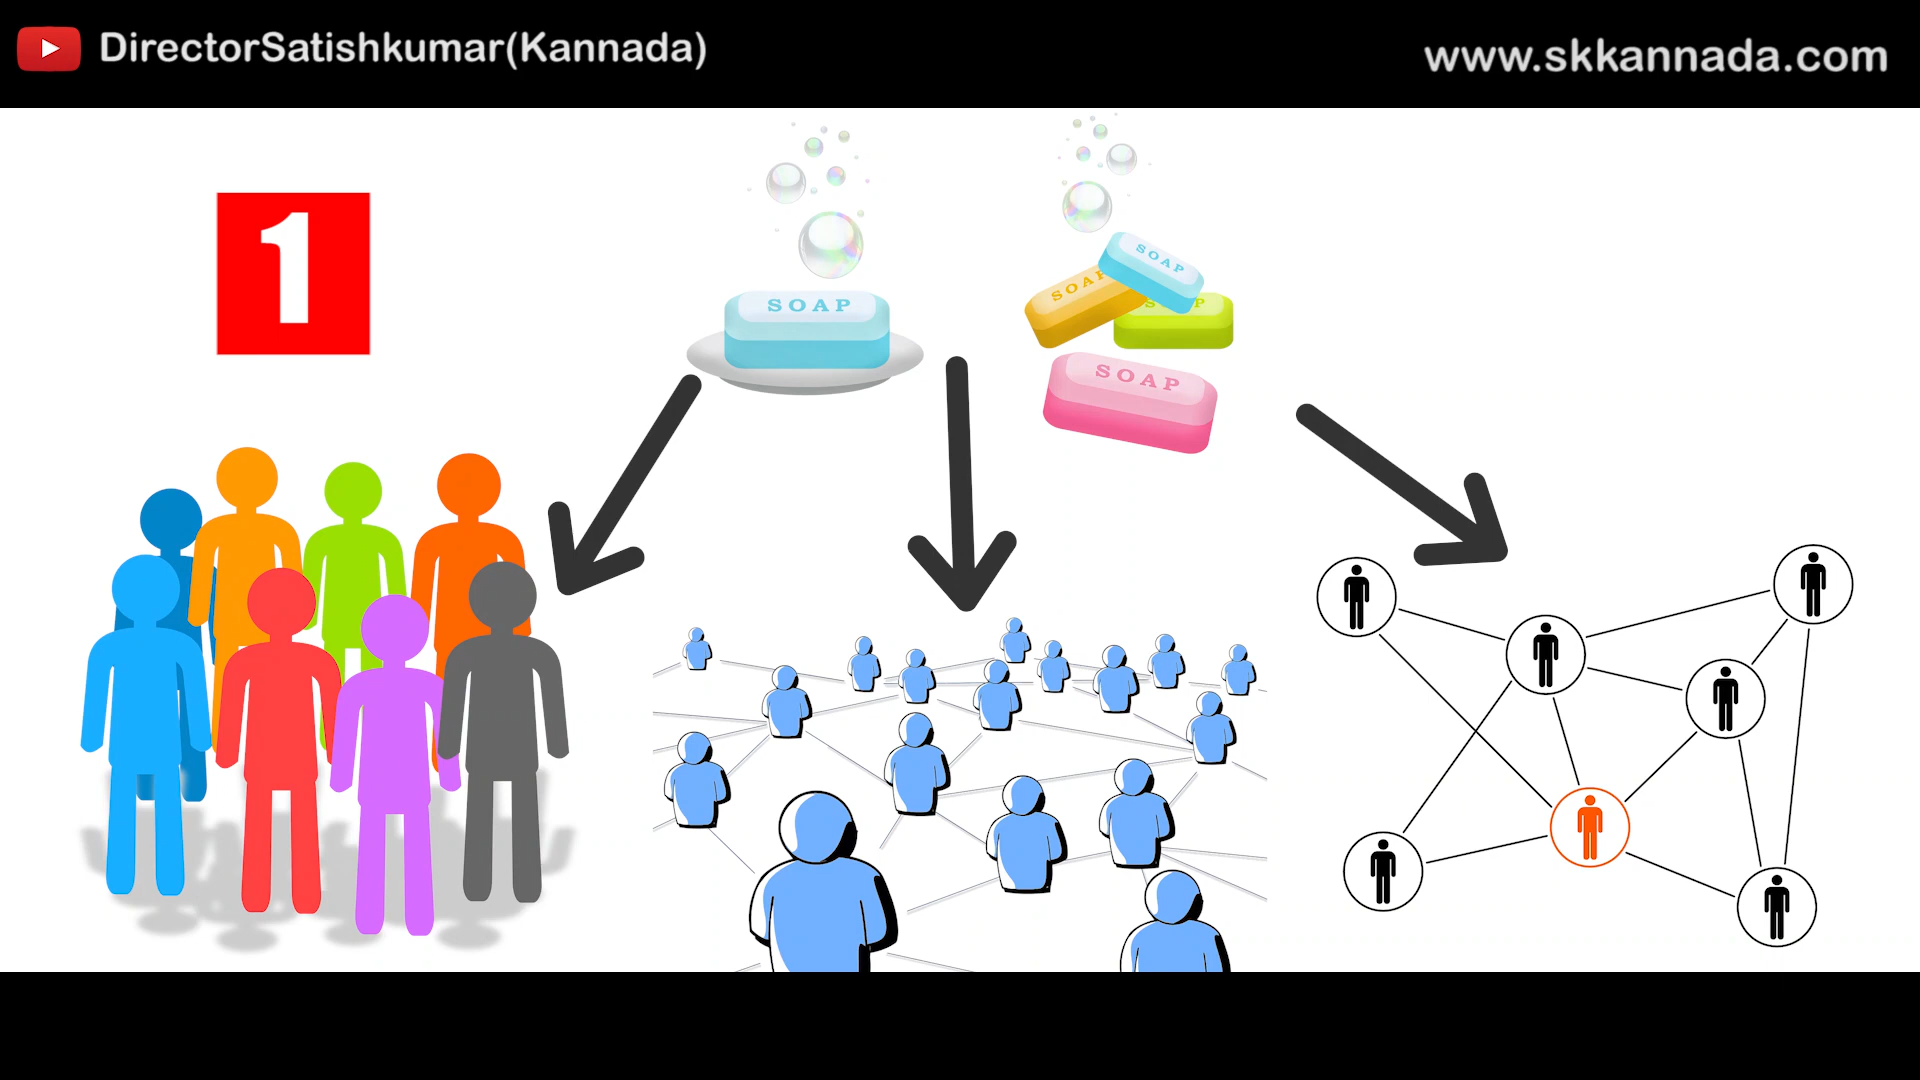 DirectorSatishkumar(Kannada)
www.skkannada.com
1
SOAP
SOAP
SOAP
SOAP